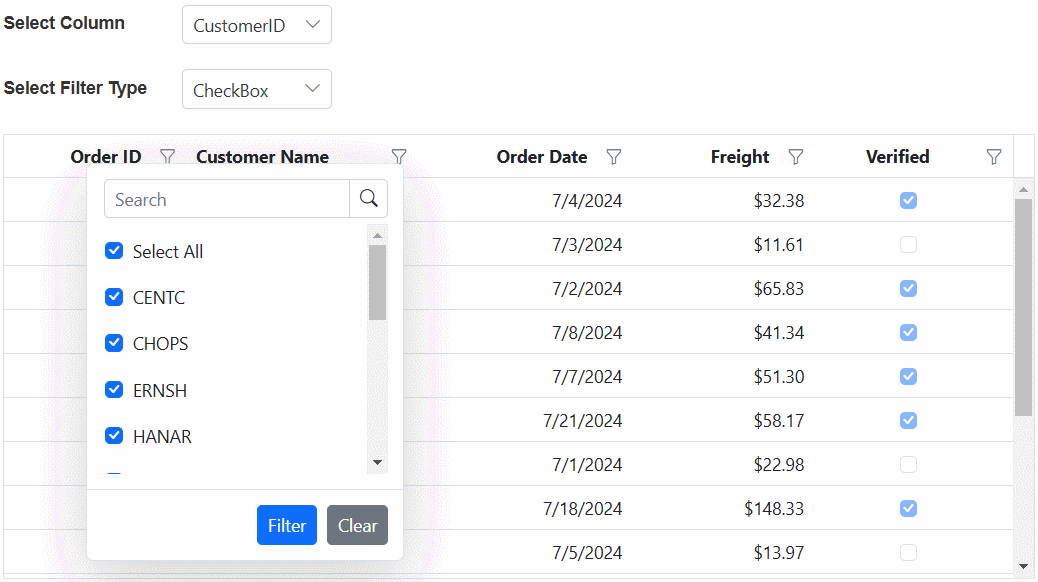 Select Column CustomerID
Select Filter Type CheckBox
Order ID Customer Name Order Date Freight Verified
Search
Select All
CENTC
CHOPS
ERNSH
HANAR
Filter Clear
7/4/2024 $32.38
7/3/2024 $11.61
7/2/2024 $65.83
7/8/2024 $41.34
7/7/2024 $51.30
7/21/2024 $58.17
7/1/2024 $22.98
7/18/2024 $148.33
7/5/2024 $13.97